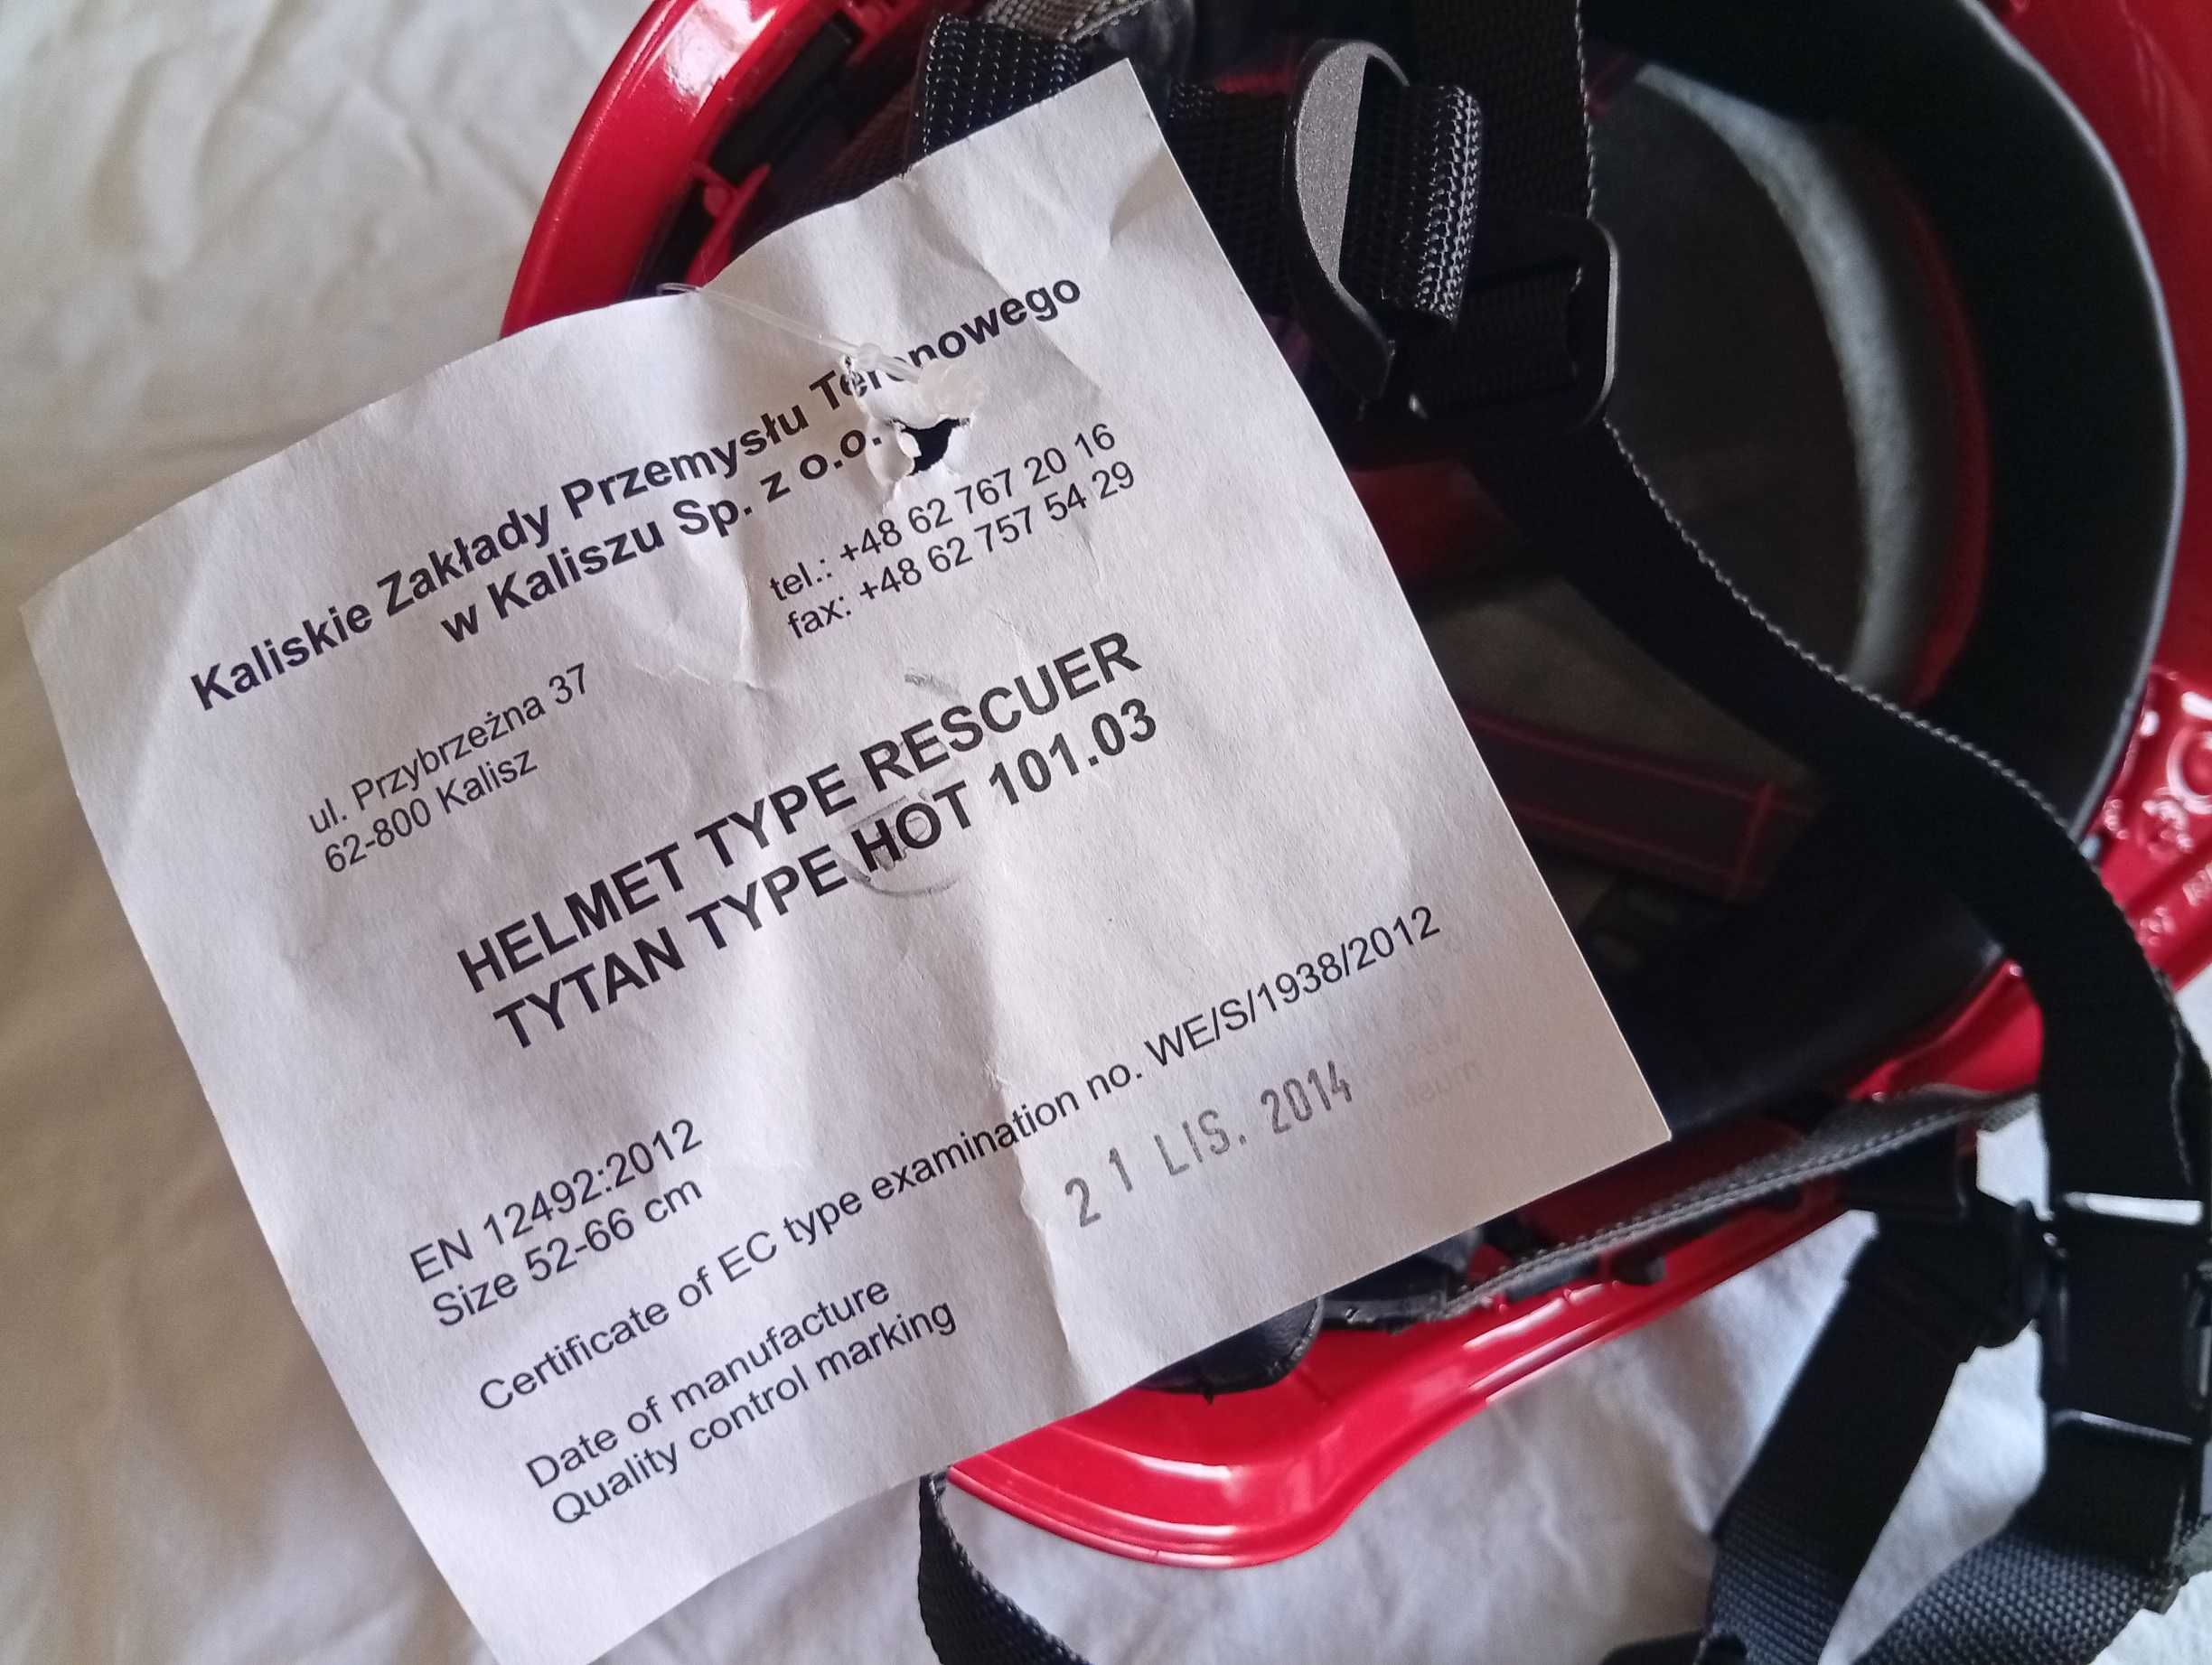 Kaliskie Zakłady Przemysłu Terenowego
w Kaliszu Sp. z o.o.
ul. Przybrzeżna 37
62-800 Kalisz
tel.: +48 62 767 20 16
fax: +48 62 757 54 29
HELMET TYPE RESCUER
TYTAN TYPE HOT 101.03
EN 12492:2012
Size 52-66 cm
Certificate of EC type examination no. WE/S/1938/2012
Date of manufacture
21 LIS. 2014
Quality control marking